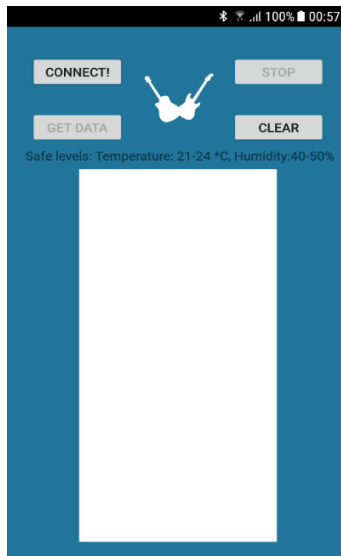 100% 00:57
CONNECT! STOP
GET DATA CLEAR
Safe levels: Temperature: 21-24 *C, Humidity:40-50%